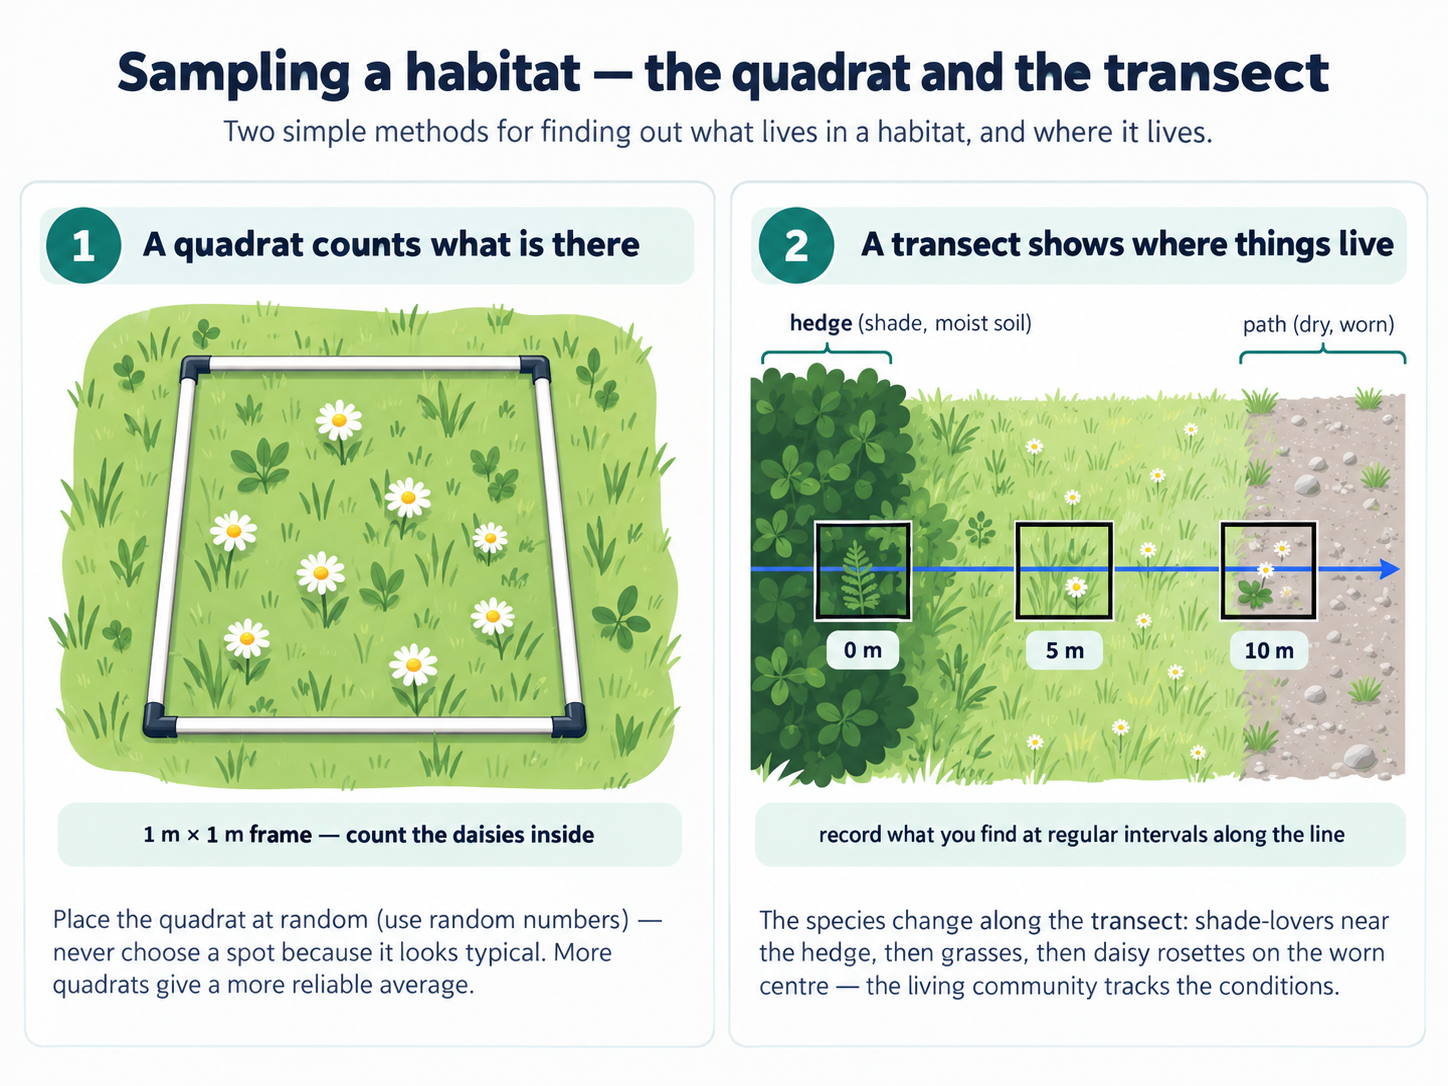 Sampling a habitat — the quadrat and the transect
Two simple methods for finding out what lives in a habitat, and where it lives.
1 A quadrat counts what is there
1 m × 1 m frame — count the daisies inside
Place the quadrat at random (use random numbers) —
never choose a spot because it looks typical. More
quadrats give a more reliable average.
2 A transect shows where things live
hedge (shade, moist soil)
path (dry, worn)
0 m
5 m
10 m
record what you find at regular intervals along the line
The species change along the transect: shade-lovers near
the hedge, then grasses, then daisy rosettes on the worn
centre — the living community tracks the conditions.